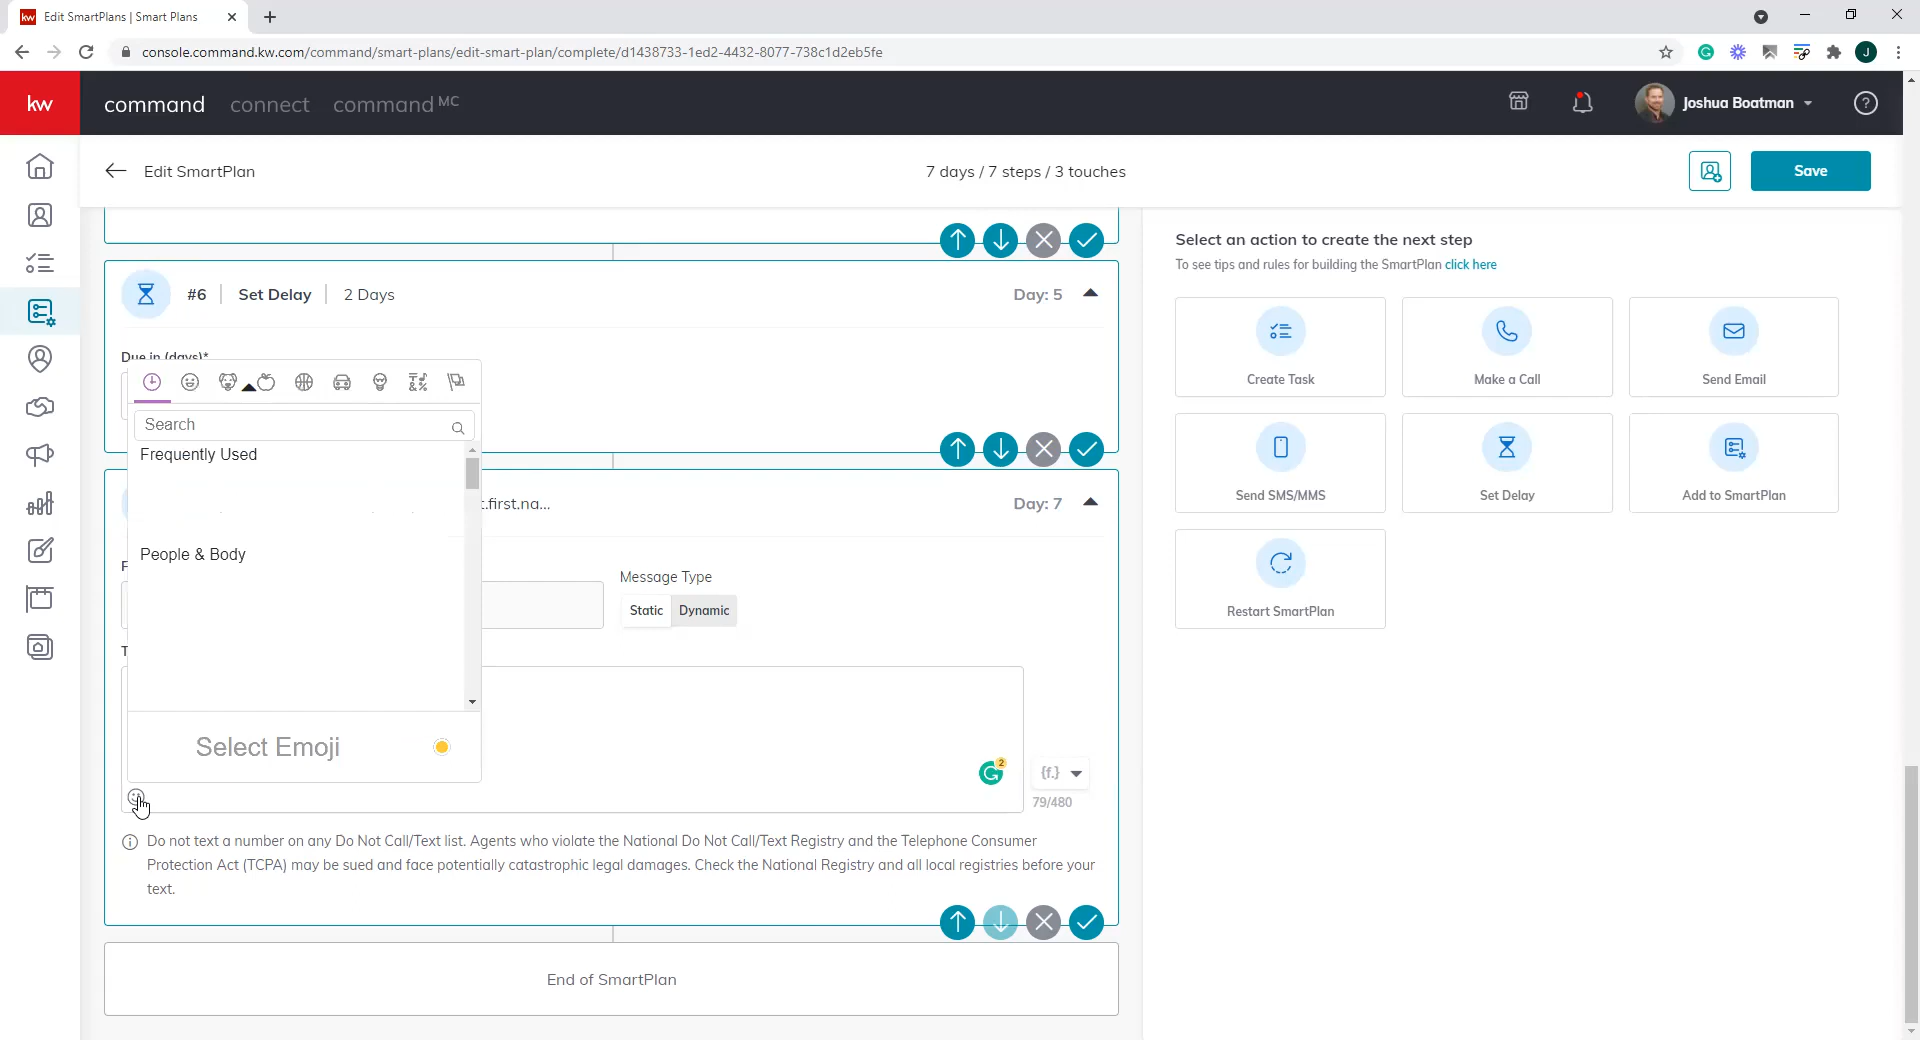 kw Edit SmartPlans | Smart Plans
console.command.kw.com/command/smart-plans/edit-smart-plan/complete/d1438733-1ed2-4432-8077-738c1d2eb5fe
J
kw
command connect command MC
Joshua Boatman
Edit SmartPlan
7 days / 7 steps / 3 touches
Save
#6 Set Delay 2 Days
Day: 5
Due in (days)*
Search
Frequently Used
People & Body
Select Emoji
t.first.na...
Day: 7
Message Type
Static Dynamic
2
{f.}
79/480
Do not text a number on any Do Not Call/Text list. Agents who violate the National Do Not Call/Text Registry and the Telephone Consumer
Protection Act (TCPA) may be sued and face potentially catastrophic legal damages. Check the National Registry and all local registries before your
text.
End of SmartPlan
Select an action to create the next step
To see tips and rules for building the SmartPlan click here
Create Task
Make a Call
Send Email
Send SMS/MMS
Set Delay
Add to SmartPlan
Restart SmartPlan